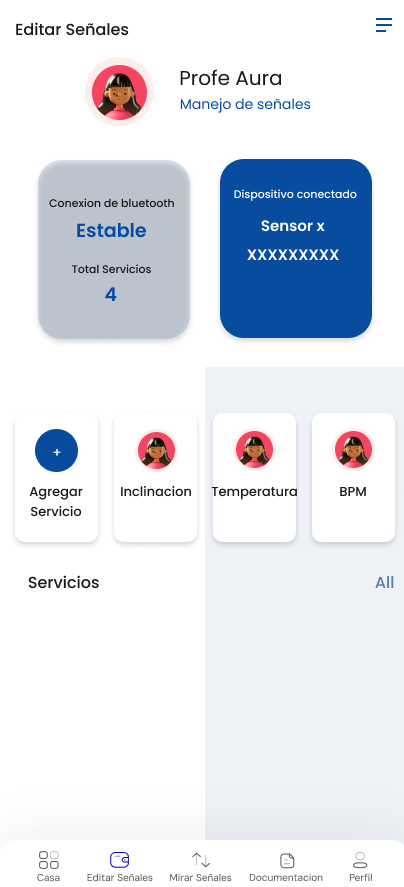 Editar Señales
Profe Aura
Manejo de señales
Conexion de bluetooth
Estable
Total Servicios
4
Dispositivo conectado
Sensor x
XXXXXXXXX
+
Agregar
Servicio
Inclinacion
Temperatura
BPM
Servicios
All
Casa
Editar Señales
Mirar Señales
Documentacion
Perfil